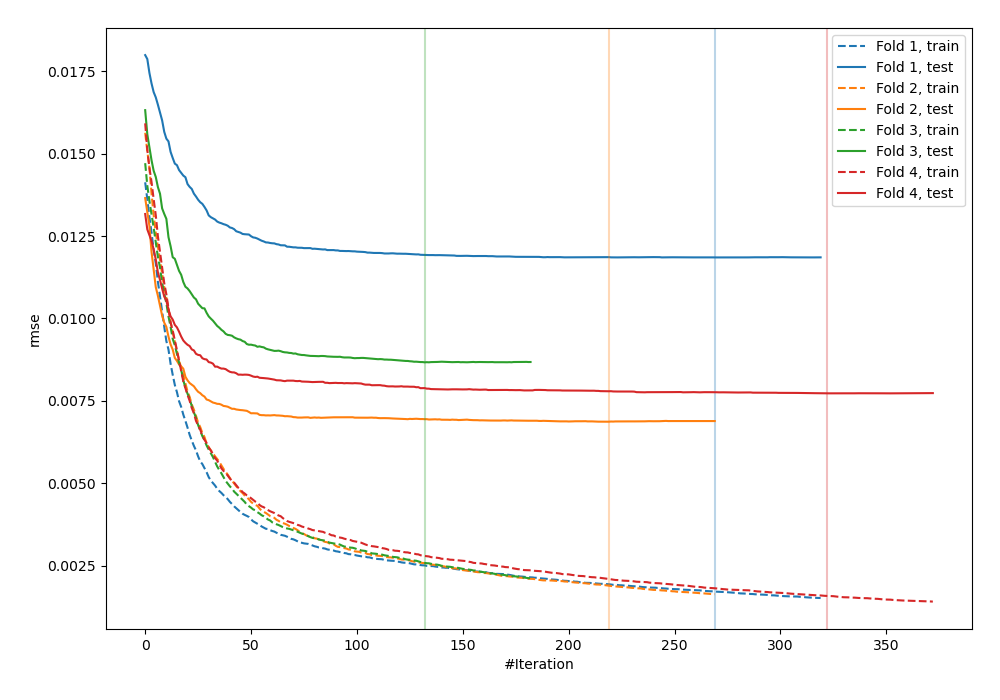 rmse
0.0175
0.0150
0.0125
0.0100
0.0075
0.0050
0.0025
0
50
100
150
200
250
300
350
#Iteration
Fold 1, train
Fold 1, test
Fold 2, train
Fold 2, test
Fold 3, train
Fold 3, test
Fold 4, train
Fold 4, test